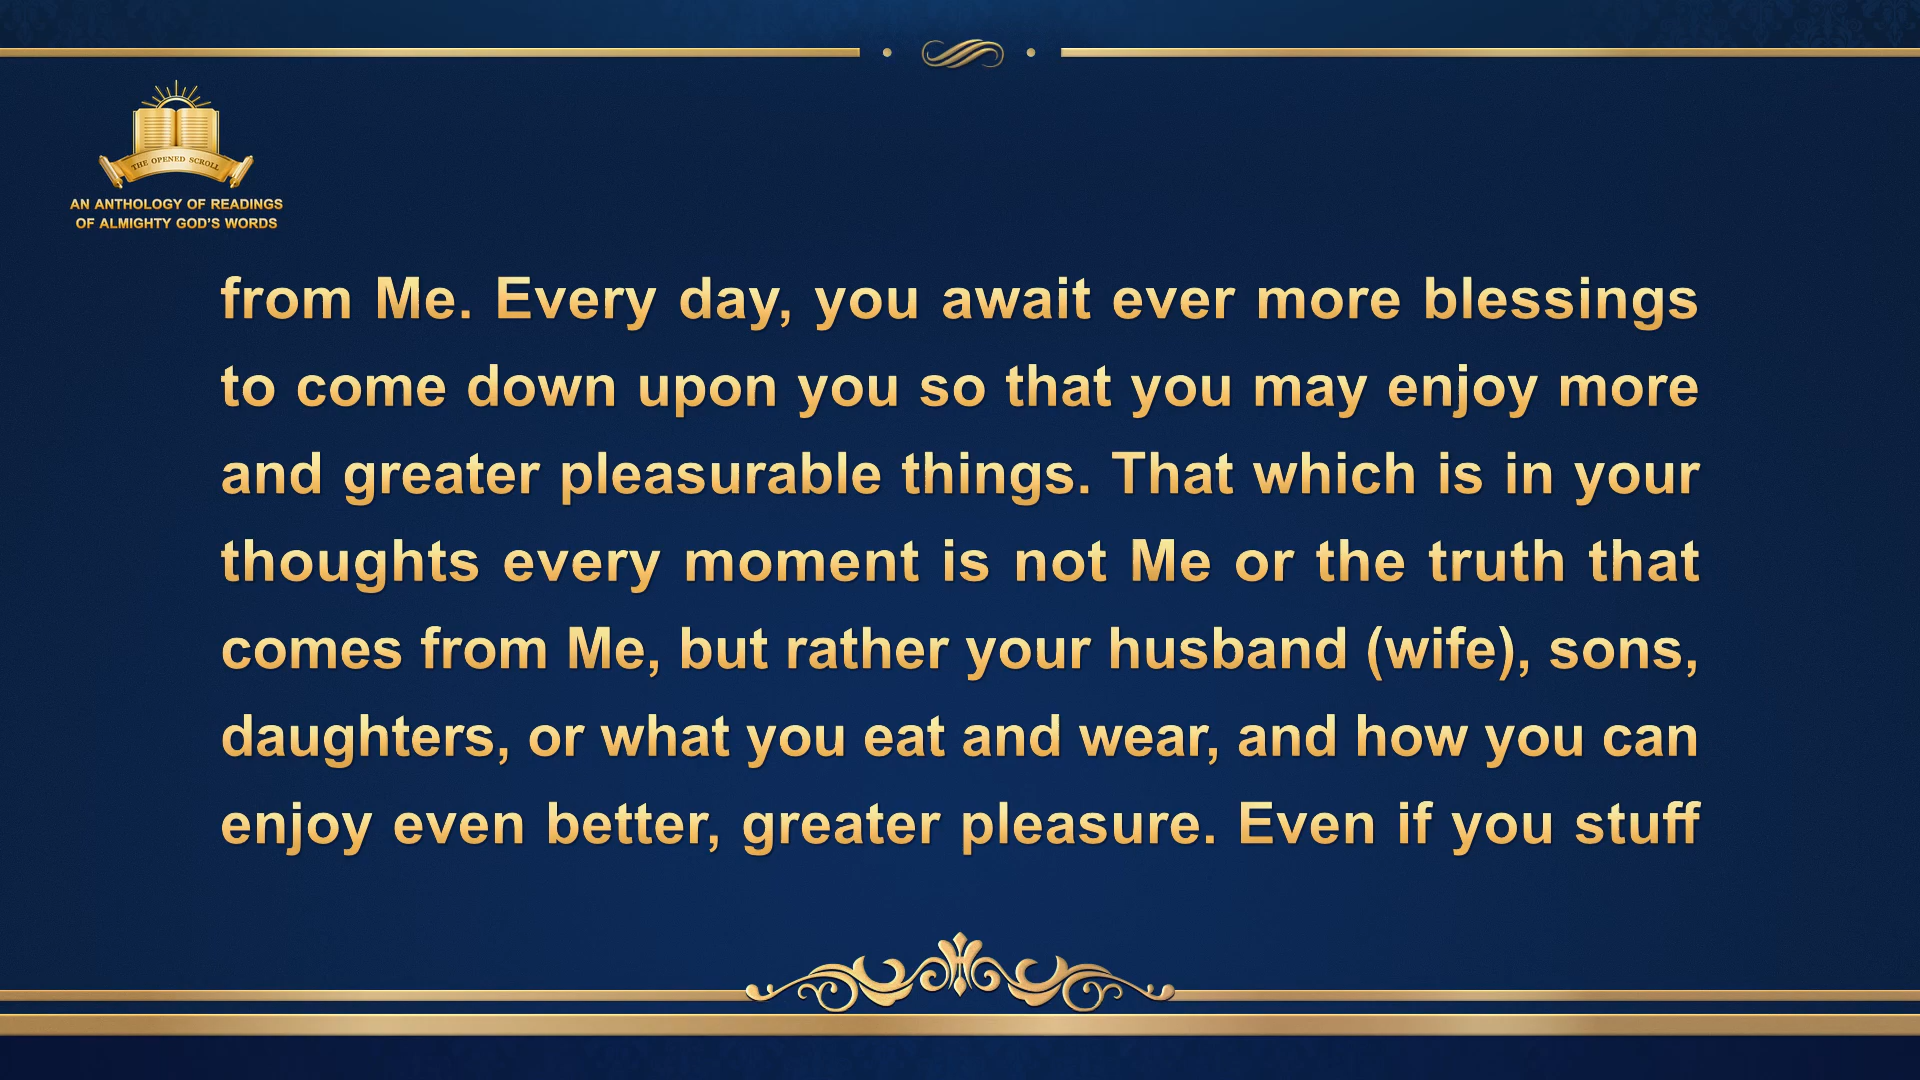 THE OPENED SCROLL
AN ANTHOLOGY OF READINGS
OF ALMIGHTY GOD'S WORDS
from Me. Every day, you await ever more blessings
to come down upon you so that you may enjoy more
and greater pleasurable things. That which is in your
thoughts every moment is not Me or the truth that
comes from Me, but rather your husband (wife), sons,
daughters, or what you eat and wear, and how you can
enjoy even better, greater pleasure. Even if you stuff